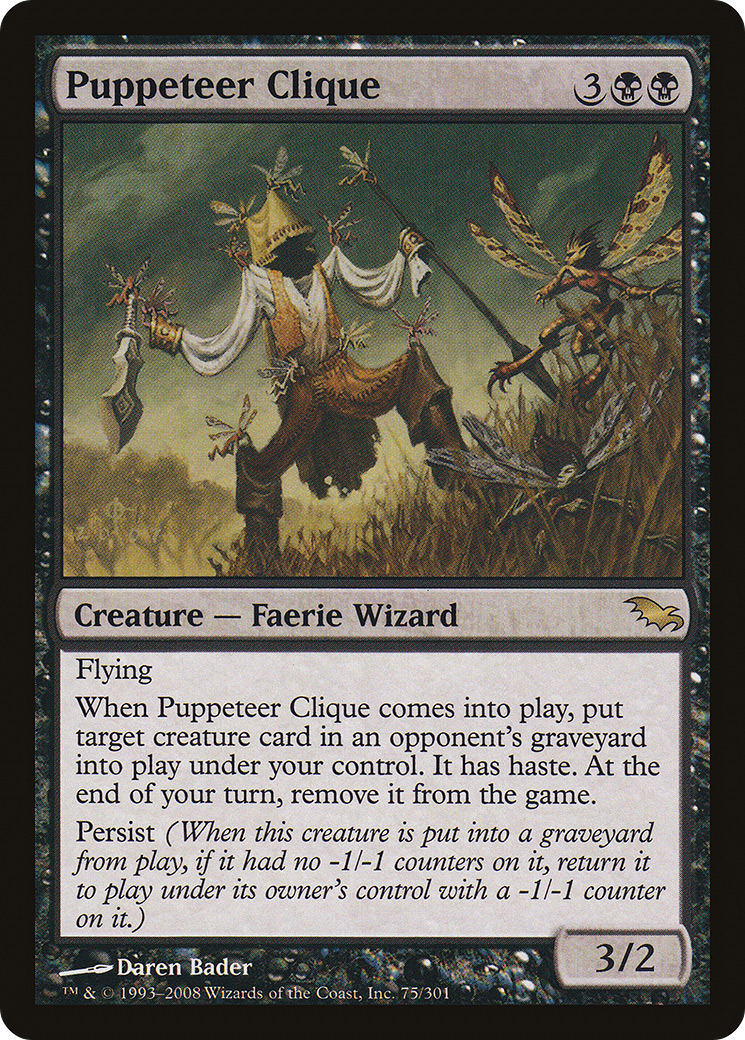 Puppeteer Clique 3
Creature — Faerie Wizard
Flying
When Puppeteer Clique comes into play, put
target creature card in an opponent's graveyard
into play under your control. It has haste. At the
end of your turn, remove it from the game.
Persist (When this creature is put into a graveyard
from play, if it had no -1/-1 counters on it, return it
to play under its owner's control with a -1/-1 counter
on it.)
3/2
Daren Bader
™ & © 1993–2008 Wizards of the Coast, Inc. 75/301